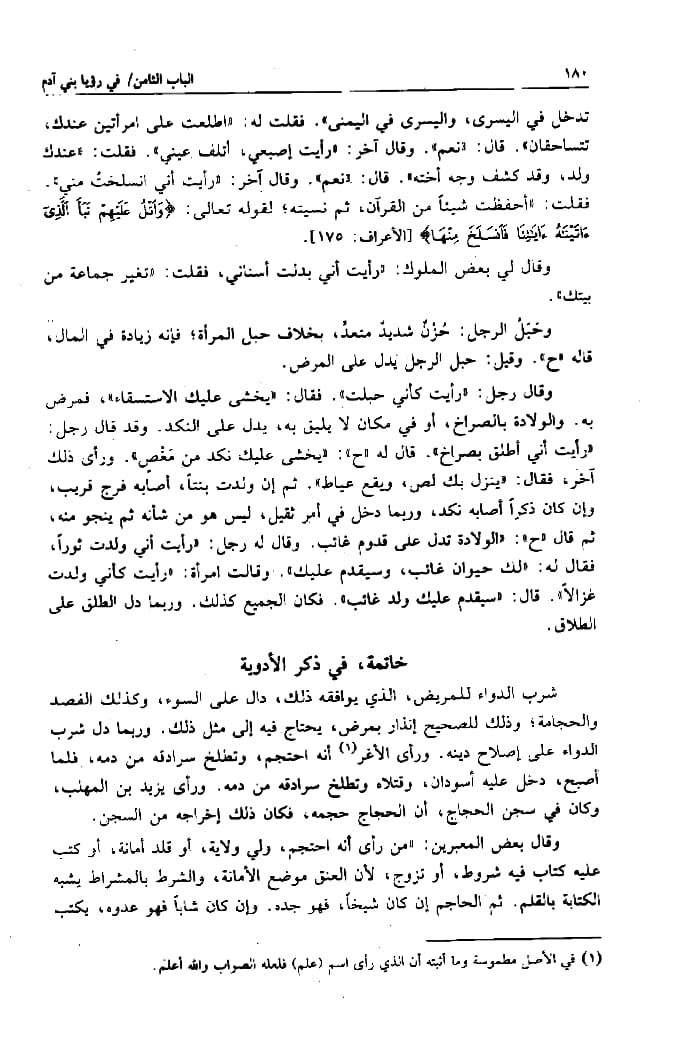 ١٨٠ الباب الثامن/ في رؤيا بني آدم
تدخل في اليسرى، واليسرى في اليمنى». فقلت له: «اطلعت على امرأتين عندك،
تتساحقان». قال: «نعم». وقال آخر: «رأيت إصبعي، أتلف عيني». فقلت: «عندك
ولد، وقد كشف وجه أخته». قال: «نعم». وقال آخر: «رأيت أني انسلختُ مني».
فقلت: «أحفظت شيئاً من القرآن، ثم نسيته؛ لقوله تعالى: ﴿وَٱتْلُ عَلَيْهِمْ نَبَأَ ٱلَّذِىٓ
ءَاتَيْنَٰهُ ءَايَٰتِنَا فَٱنسَلَخَ مِنْهَا﴾ [الأعراف: ١٧٥].
وقال لي بعض الملوك: «رأيت أني بدنت أسناني، فقلت: «تغير جماعة من
بيتك».
وحَبَلُ الرجل: حُزْنٌ شديدٌ متعدٍّ، بخلاف حبل المرأة؛ فإنه زيادة في المال،
قاله «ح». وقيل: حبل الرجل يدل على المرض.
وقال رجل: «رأيت كأني حبلت». فقال: «يخشى عليك الاستسقاء»، فمرض
به. والولادة بالصراخ، أو في مكان لا يليق به، يدل على النكد. وقد قال رجل:
«رأيت أني أطلق بصراخ». قال له «ح»: «يخشى عليك نكد من مَغْص». ورأى ذلك
آخر، فقال: «ينزل بك لص، ويقع عياط». ثم إن ولدت بنتاً، أصابه فرج قريب،
وإن كان ذكراً أصابه نكد، وربما دخل في أمر ثقيل، ليس هو من شأنه ثم ينجو منه،
ثم قال «ح»: «الولادة تدل على قدوم غائب. وقال له رجل: «رأيت أني ولدت ثوراً،
فقال له: «لك حيوان غائب، وسيقدم عليك». وقالت امرأة: «رأيت كأني ولدت
غزالاً». قال: «سيقدم عليك ولد غائب». فكان الجميع كذلك. وربما دل الطلق على
الطلاق.
خاتمة، في ذكر الأدوية
شرب الدواء للمريض، الذي يوافقه ذلك، دال على السوء، وكذلك الفصد
والحجامة؛ وذلك للصحيح إنذار بمرض، يحتاج فيه إلى مثل ذلك. وربما دل شرب
الدواء على إصلاح دينه. ورأى الأغر(١) أنه احتجم، وتطلخ سرادقه من دمه، فلما
أصبح، دخل عليه أسودان، وقتلاه وتطلخ سرادقه من دمه. ورأى يزيد بن المهلب،
وكان في سجن الحجاج، أن الحجاج حجمه، فكان ذلك إخراجه من السجن.
وقال بعض المعبرين: «من رأى أنه احتجم، ولي ولاية، أو قلد أمانة، أو كتب
عليه كتاب فيه شروط، أو تزوج، لأن العنق موضع الأمانة، والشرط بالمشراط يشبه
الكتابة بالقلم. ثم الحاجم إن كان شيخاً، فهو جده. وإن كان شاباً فهو عدوه، يكتب
(١) في الأصل مطموسة وما أثبته أن الذي رأى اسم (علم) فلعله الصواب والله أعلم.